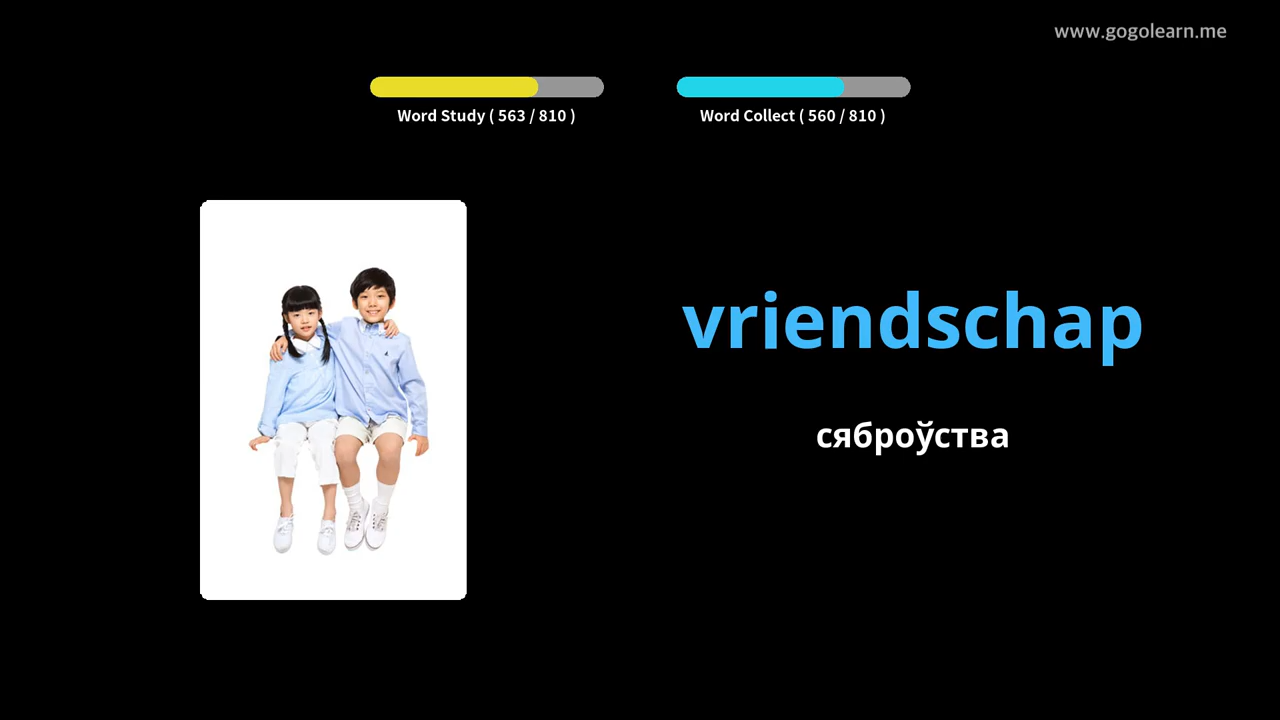 www.gogolearn.me
Word Study ( 563 / 810 )
Word Collect ( 560 / 810 )
vriendschap
сяброўства